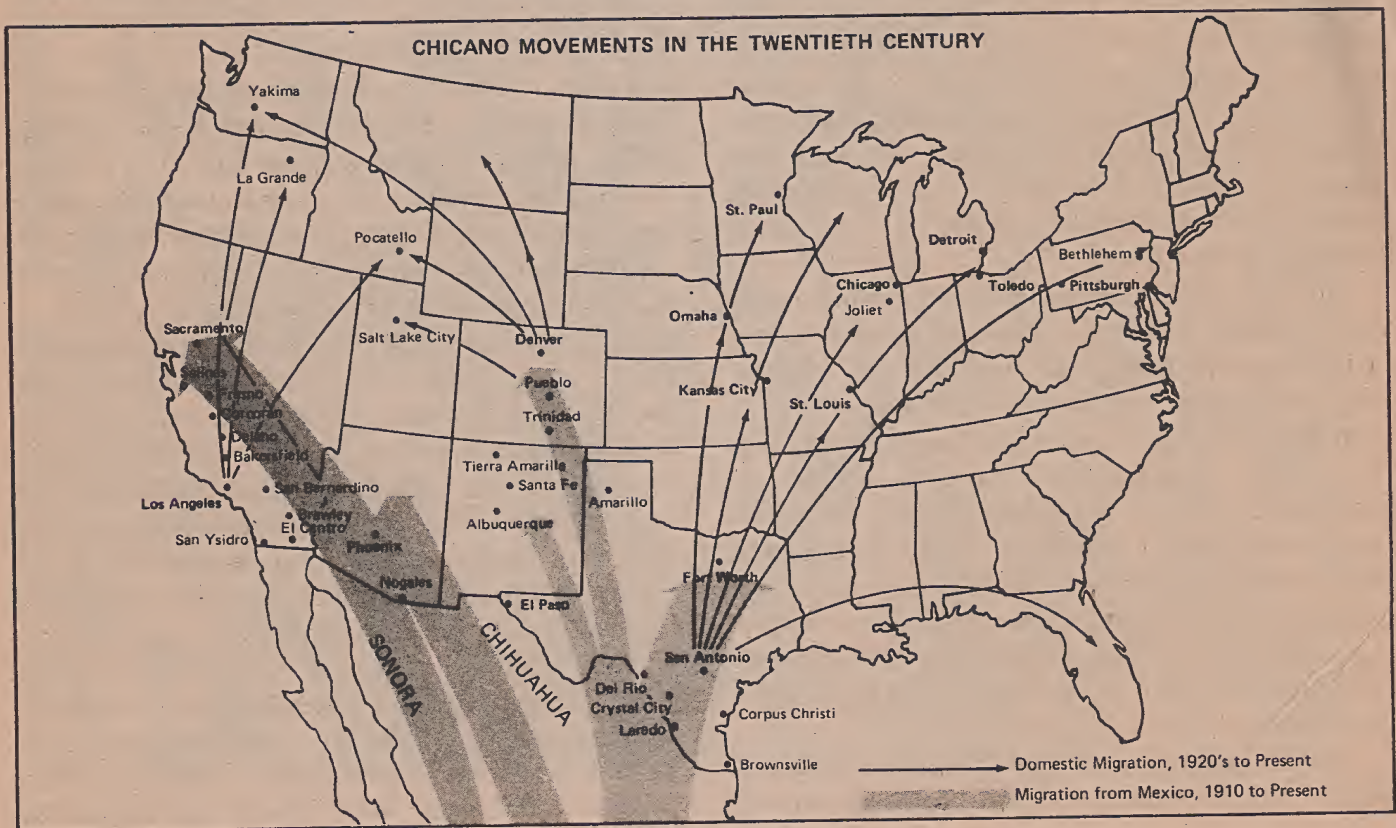 CHICANO MOVEMENTS IN THE TWENTIETH CENTURY
Yakima
La Grande
Pocatello
St. Paul
Detroit
Bethlehem
Chicago
Toledo
Pittsburgh
Joliet
Omaha
Sacramento
Salt Lake City
Denver
Salinas
Fresno
Corcoran
Delano
Bakersfield
Pueblo
Trinidad
Kansas City
St. Louis
Tierra Amarilla
Santa Fe
Amarillo
Los Angeles
San Bernardino
Brawley
El Centro
Albuquerque
San Ysidro
Phoenix
Nogales
El Paso
Fort Worth
SONORA
CHIHUAHUA
San Antonio
Del Rio
Crystal City
Laredo
Corpus Christi
Brownsville
Domestic Migration, 1920's to Present
Migration from Mexico, 1910 to Present